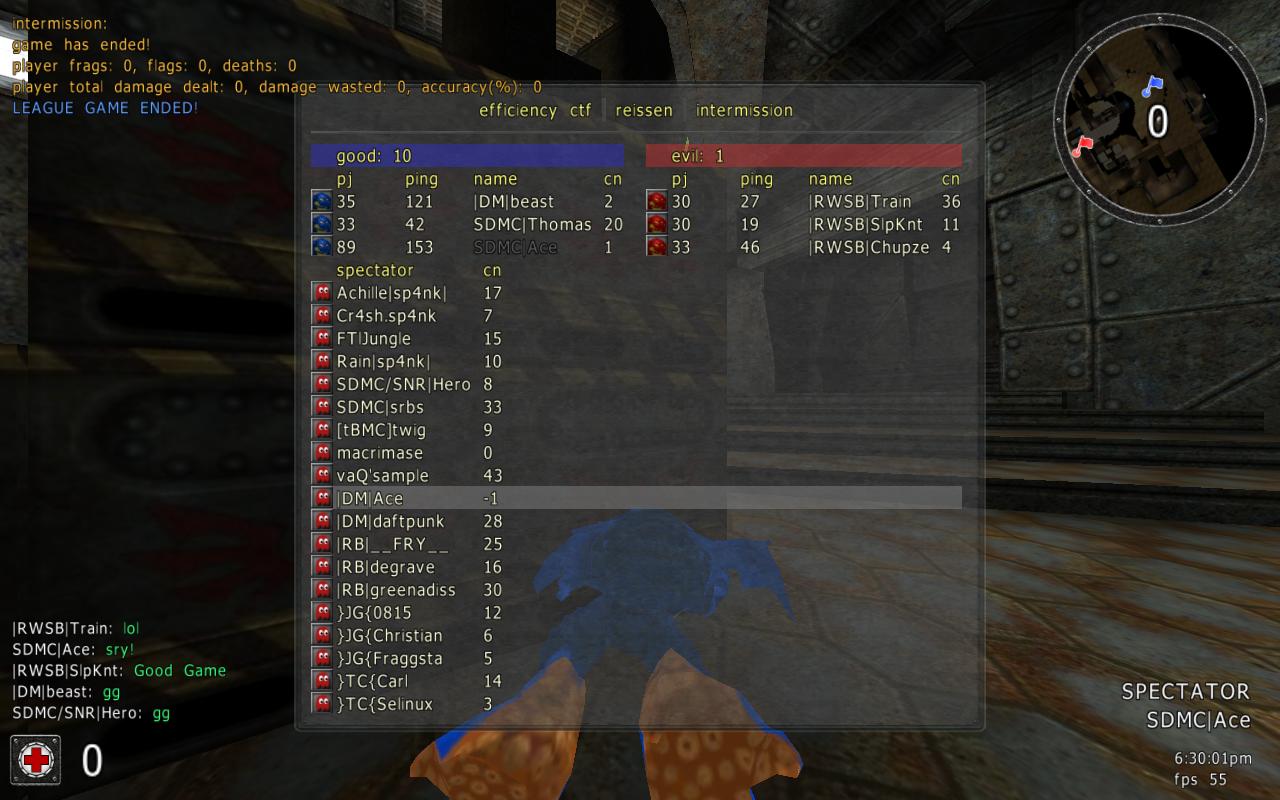 intermission:
game has ended!
player frags: 0, flags: 0, deaths: 0
player total damage dealt: 0, damage wasted: 0, accuracy(%): 0
LEAGUE GAME ENDED!
efficiency ctf reissen intermission
good: 10 evil: 1
pj ping name cn pj ping name cn
35 121 |DM|beast 2 30 27 |RWSB|Train 36
33 42 SDMC|Thomas 20 30 19 |RWSB|SlpKnt 11
89 153 SDMC|Ace 1 33 46 |RWSB|Chupze 4
spectator cn
Achille|sp4nk| 17
Cr4sh.sp4nk 7
FT|Jungle 15
Rain|sp4nk| 10
SDMC/SNR|Hero 8
SDMC|srbs 33
[tBMC]twig 9
macrimase 0
vaQ'sample 43
|DM|Ace -1
|DM|daftpunk 28
|RB|__FRY__ 25
|RB|degrave 16
|RB|greenadiss 30
}JG{0815 12
}JG{Christian 6
}JG{Fraggsta 5
}TC{Carl 14
}TC{Selinux 3
0
|RWSB|Train: lol
SDMC|Ace: sry!
|RWSB|SlpKnt: Good Game
|DM|beast: gg
SDMC/SNR|Hero: gg
0
SPECTATOR
SDMC|Ace
6:30:01pm
fps 55